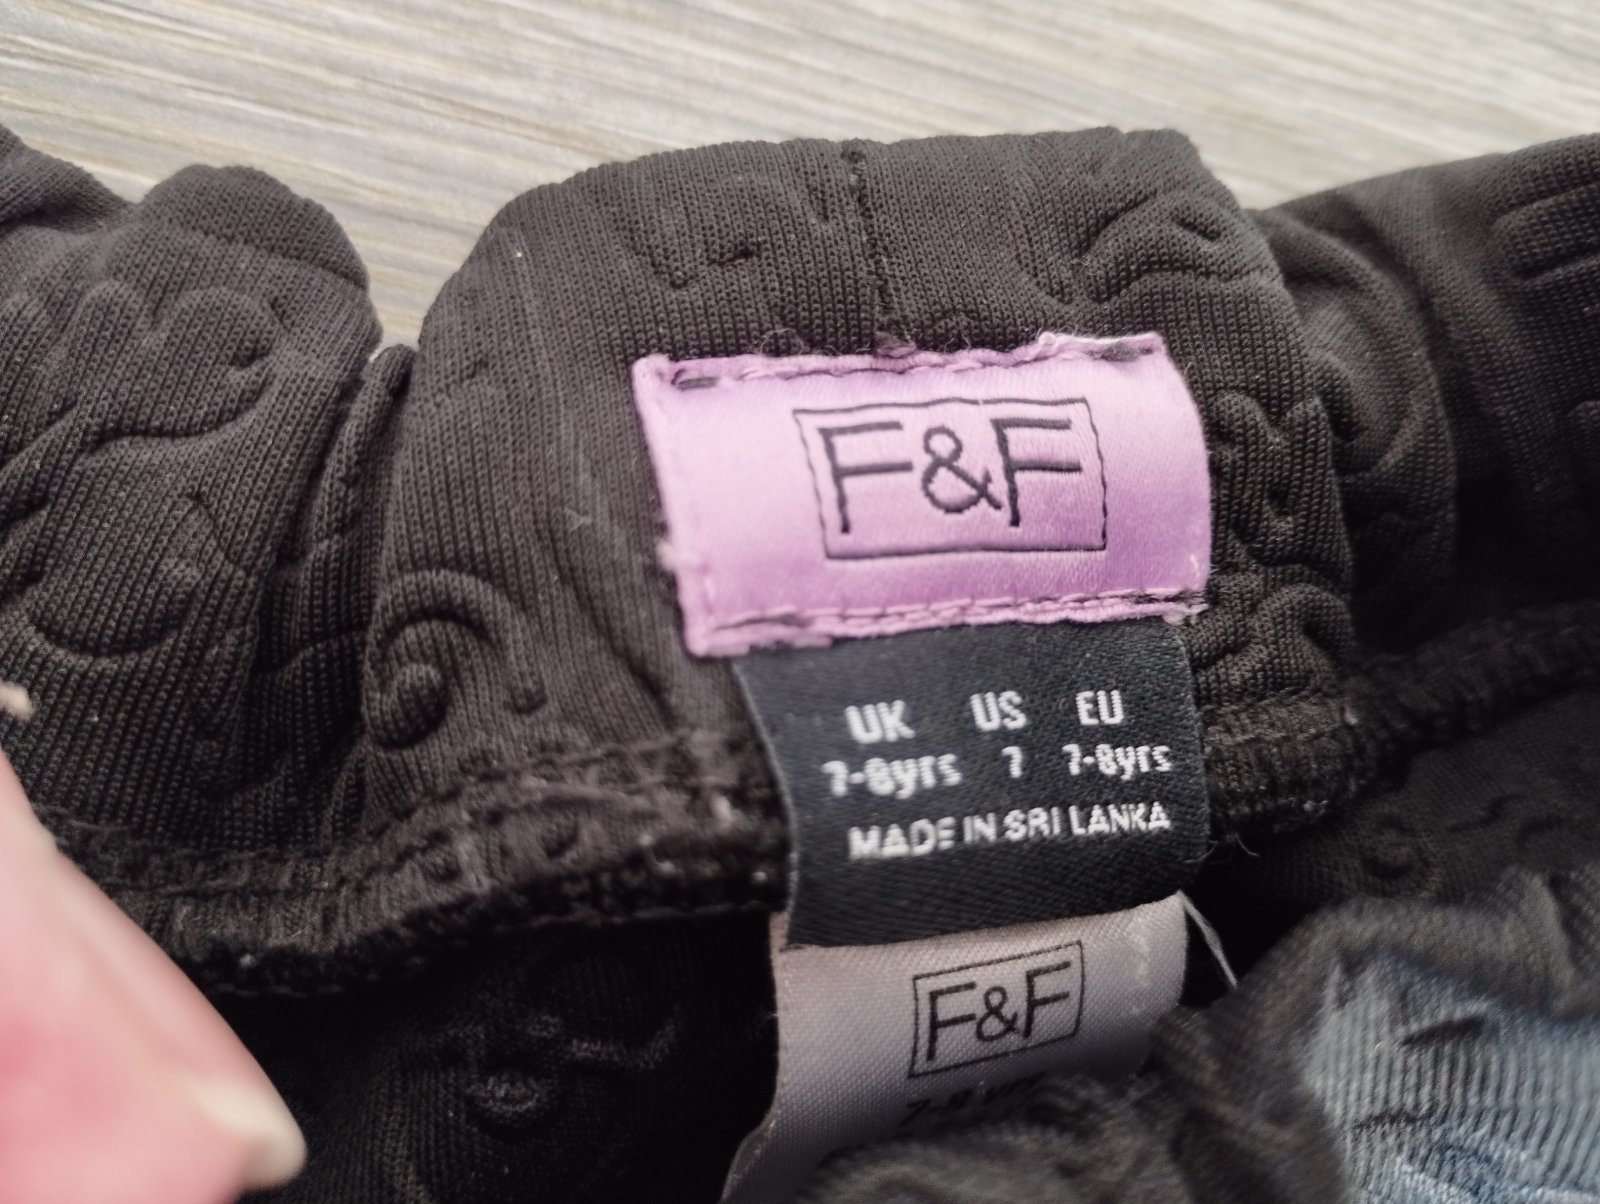 F&F
UK US EU
7-8yrs 7 7-8yrs
MADE IN SRI LANKA
F&F